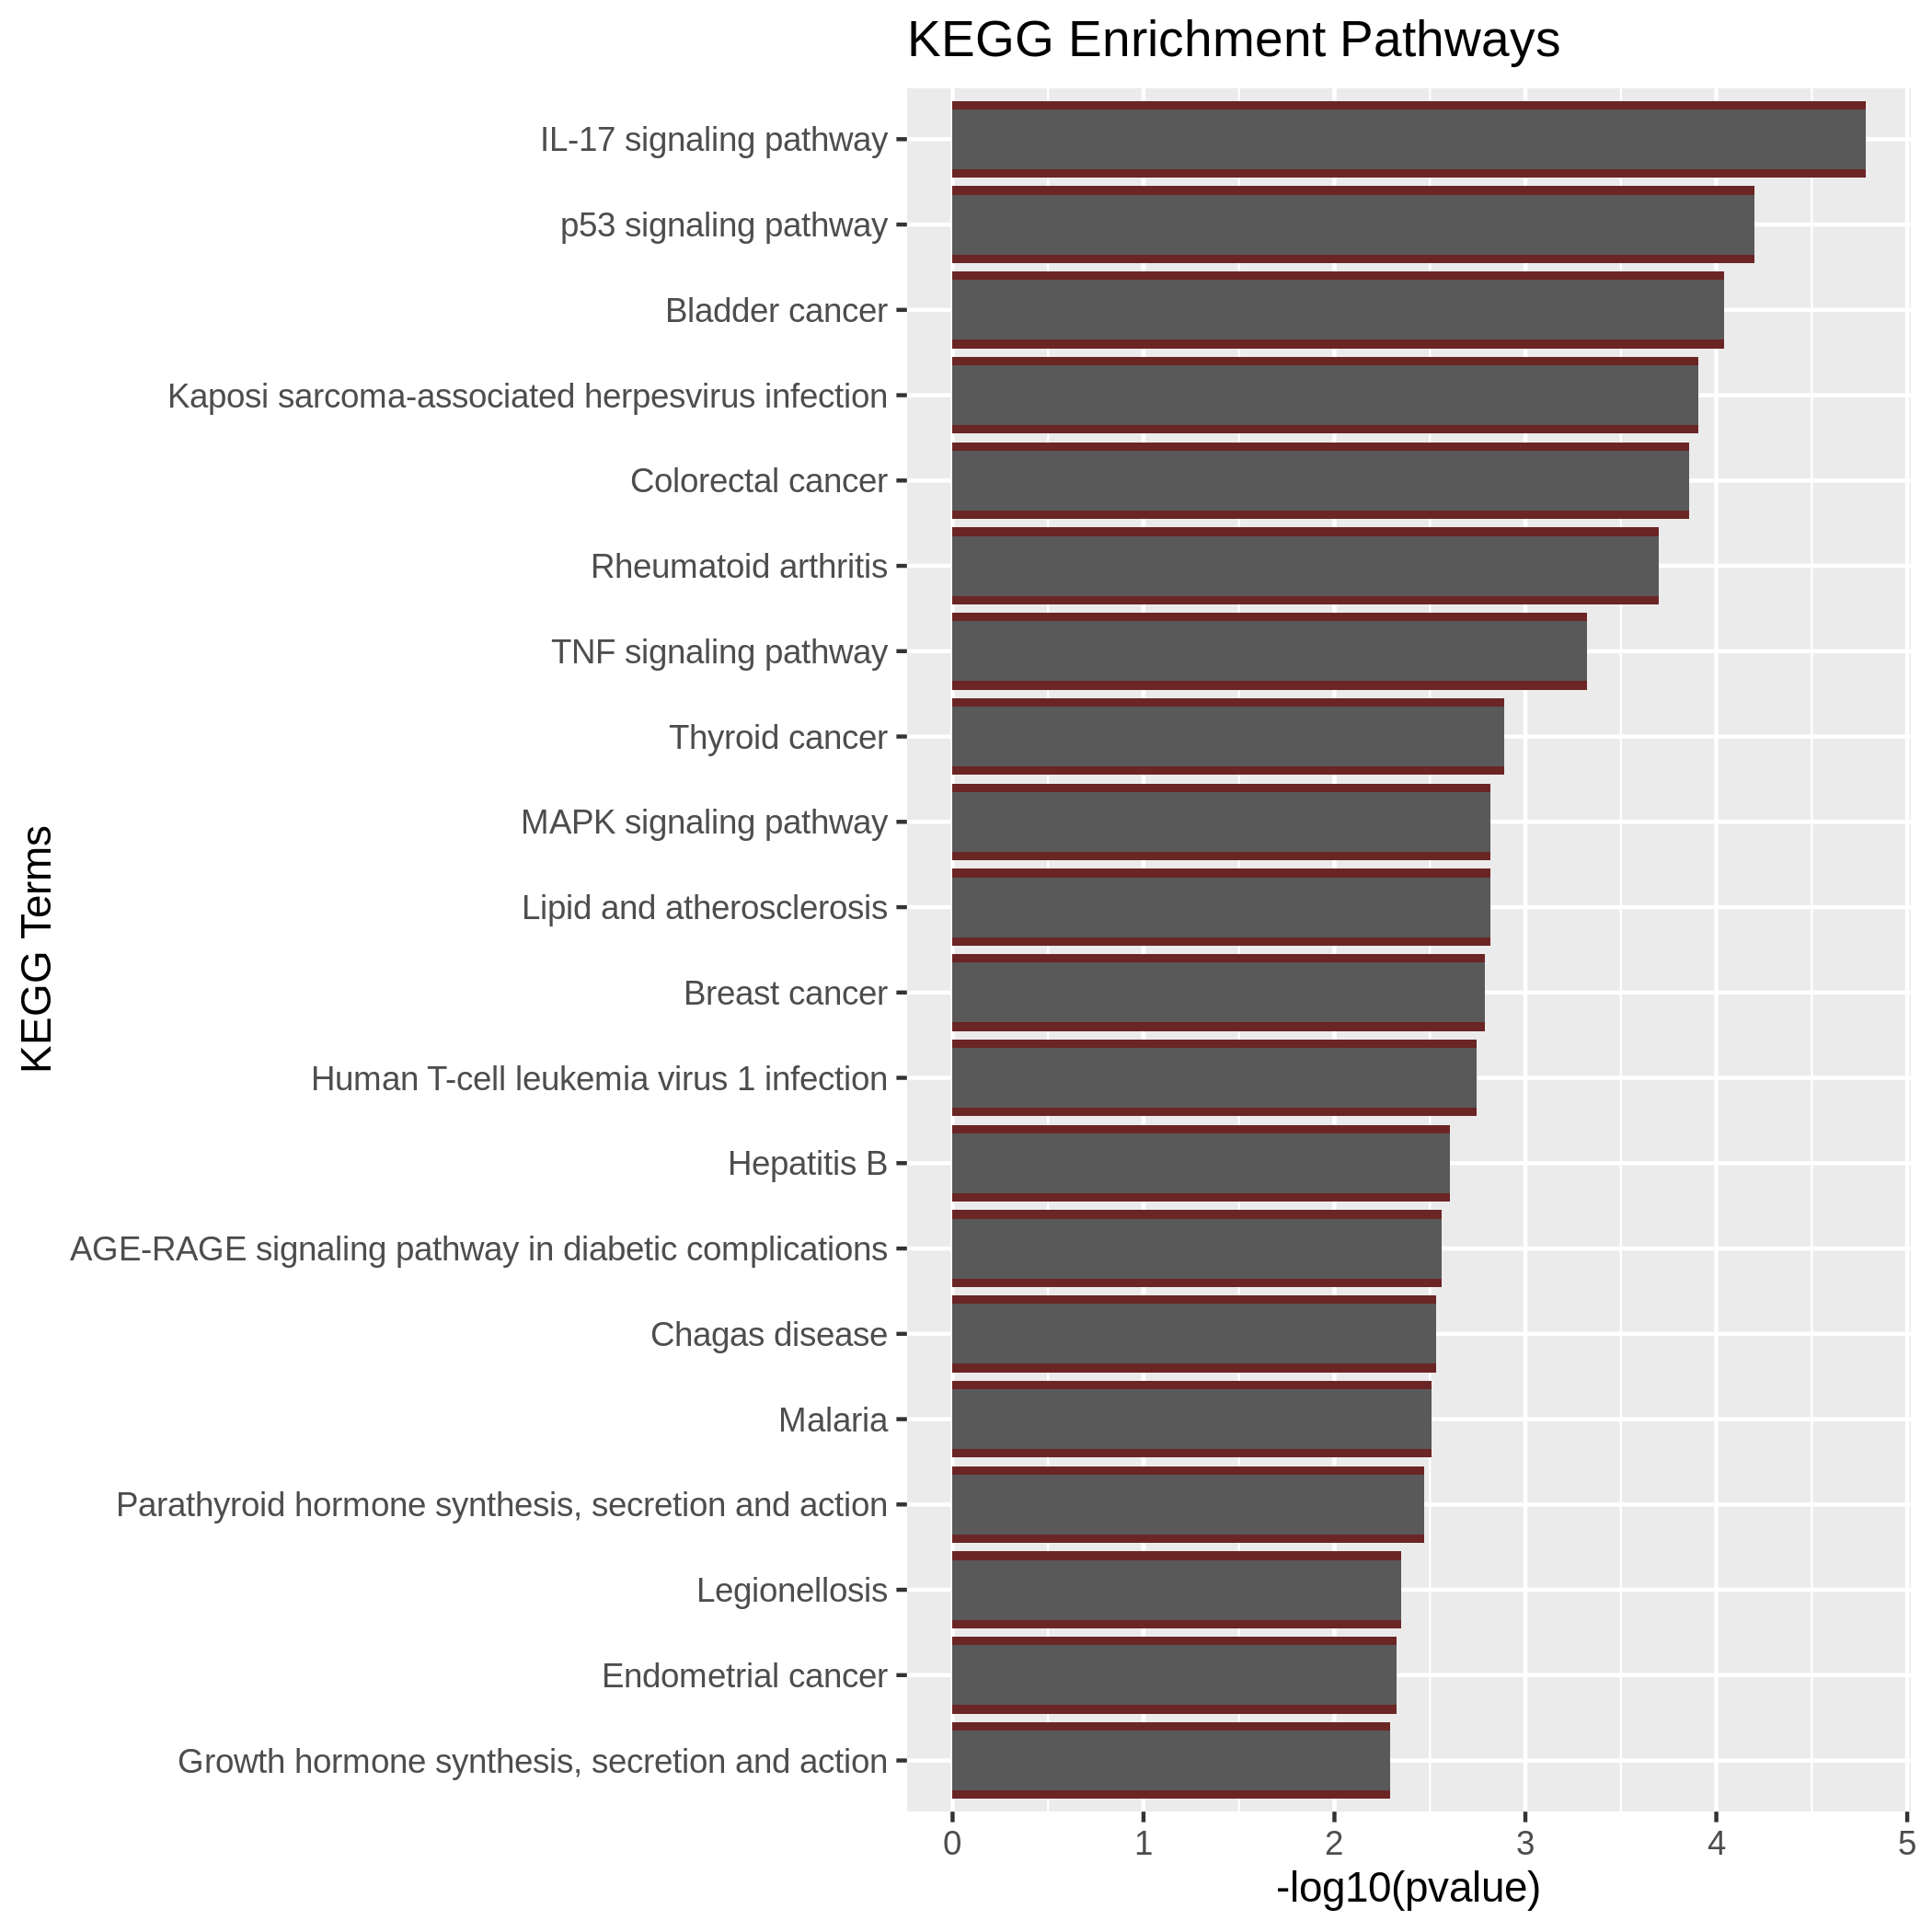 KEGG Enrichment Pathways
IL-17 signaling pathway
p53 signaling pathway
Bladder cancer
Kaposi sarcoma-associated herpesvirus infection
Colorectal cancer
Rheumatoid arthritis
TNF signaling pathway
Thyroid cancer
MAPK signaling pathway
Lipid and atherosclerosis
Breast cancer
Human T-cell leukemia virus 1 infection
Hepatitis B
AGE-RAGE signaling pathway in diabetic complications
Chagas disease
Malaria
Parathyroid hormone synthesis, secretion and action
Legionellosis
Endometrial cancer
Growth hormone synthesis, secretion and action
KEGG Terms
0 1 2 3 4 5
-log10(pvalue)